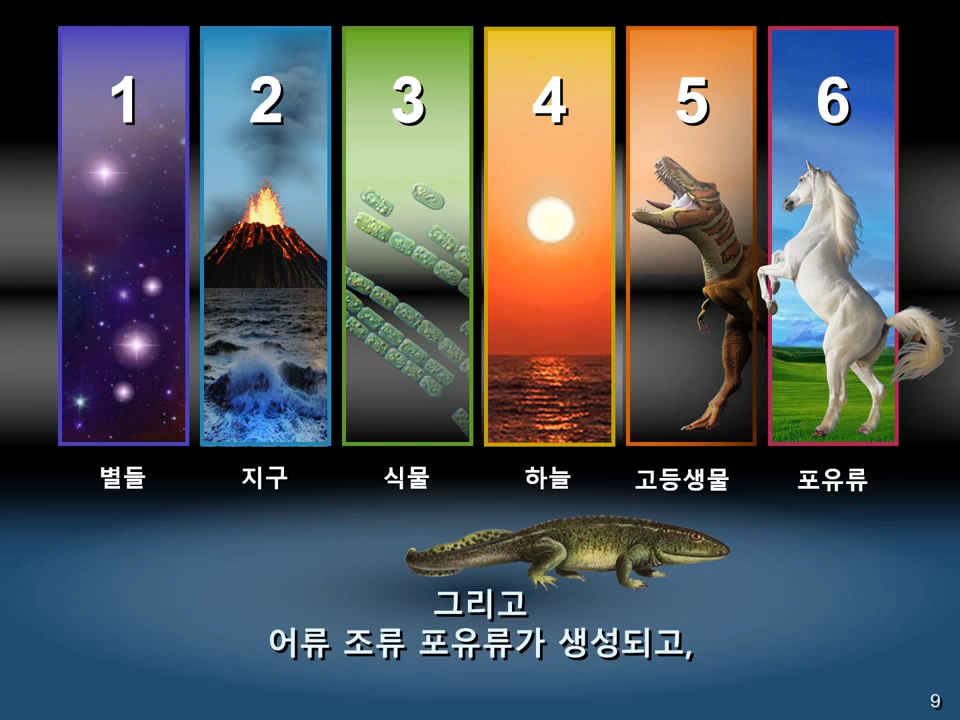 1 2 3 4 5 6
별들 지구 식물 하늘 고등생물 포유류
그리고
어류 조류 포유류가 생성되고,
9